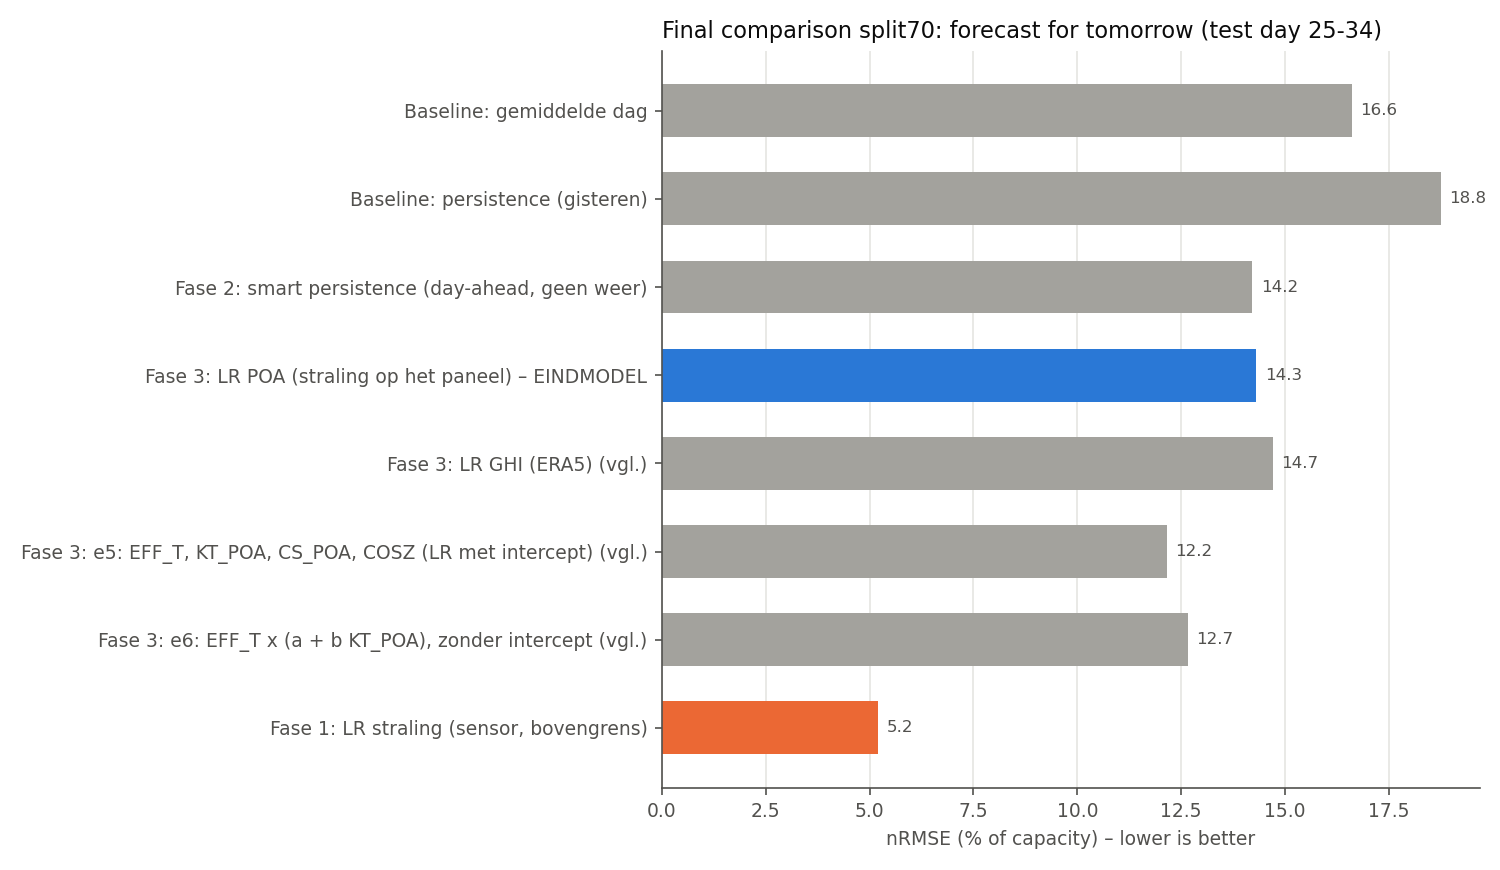 Final comparison split70: forecast for tomorrow (test day 25-34)
Baseline: gemiddelde dag 16.6
Baseline: persistence (gisteren) 18.8
Fase 2: smart persistence (day-ahead, geen weer) 14.2
Fase 3: LR POA (straling op het paneel) – EINDMODEL 14.3
Fase 3: LR GHI (ERA5) (vgl.) 14.7
Fase 3: e5: EFF_T, KT_POA, CS_POA, COSZ (LR met intercept) (vgl.) 12.2
Fase 3: e6: EFF_T x (a + b KT_POA), zonder intercept (vgl.) 12.7
Fase 1: LR straling (sensor, bovengrens) 5.2
0.0 2.5 5.0 7.5 10.0 12.5 15.0 17.5
nRMSE (% of capacity) – lower is better